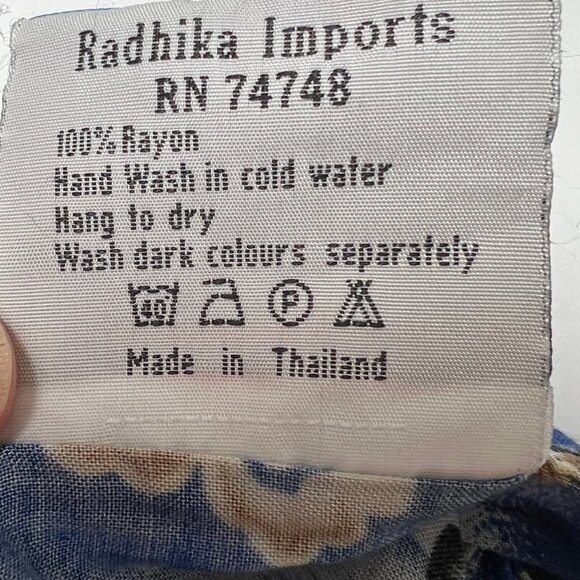 Radhika Imports
RN 74748
100% Rayon
Hand Wash in cold water
Hang to dry
Wash dark colours separately
40 P
Made in Thailand